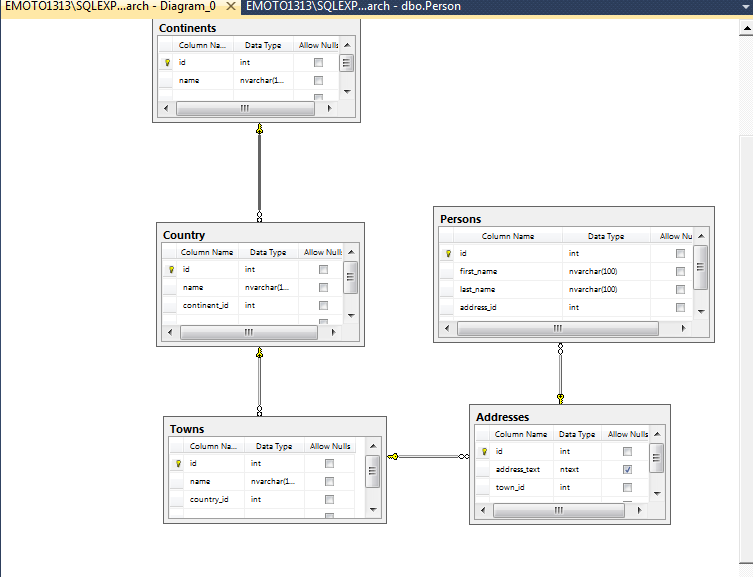 EMOTO1313\SQLEXP...arch - Diagram_0
EMOTO1313\SQLEXP...arch - dbo.Person
Continents
Column Na... Data Type Allow Nulls
id int
name nvarchar(1...
Country
Column Name Data Type Allow Nulls
id int
name nvarchar(1...
continent_id int
Persons
Column Name Data Type Allow Nu
id int
first_name nvarchar(100)
last_name nvarchar(100)
address_id int
Towns
Column Na... Data Type Allow Nulls
id int
name nvarchar(1...
country_id int
Addresses
Column Name Data Type Allow Nulls
id int
address_text ntext
town_id int